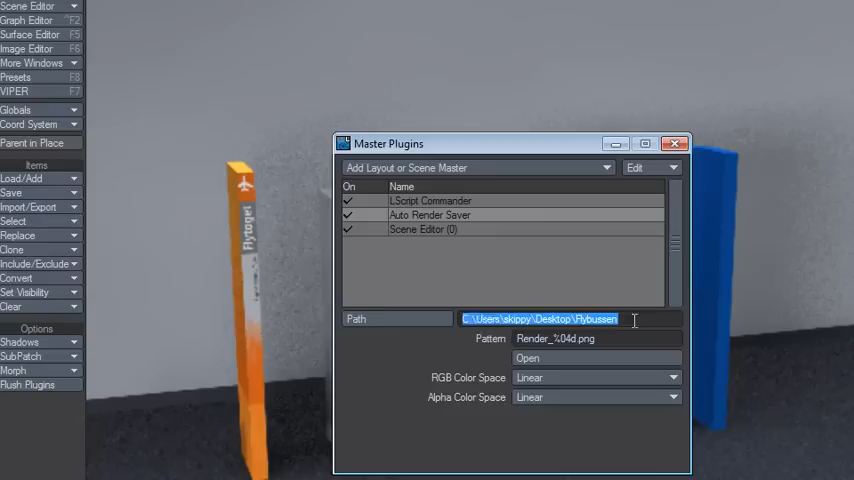 Scene Editor
Graph Editor ^F2
Surface Editor F5
Image Editor F6
More Windows
Presets F8
VIPER F7
Globals
Coord System
Parent in Place
Items
Load/Add
Save
Import/Export
Select
Replace
Clone
Include/Exclude
Convert
Set Visibility
Clear
Options
Shadows
SubPatch
Morph
Flush Plugins
Flytoget
Master Plugins
Add Layout or Scene Master
Edit
On Name
LScript Commander
Auto Render Saver
Scene Editor (0)
Path C:\Users\skippy\Desktop\Flybussen
Pattern Render_%04d.png
Open
RGB Color Space Linear
Alpha Color Space Linear